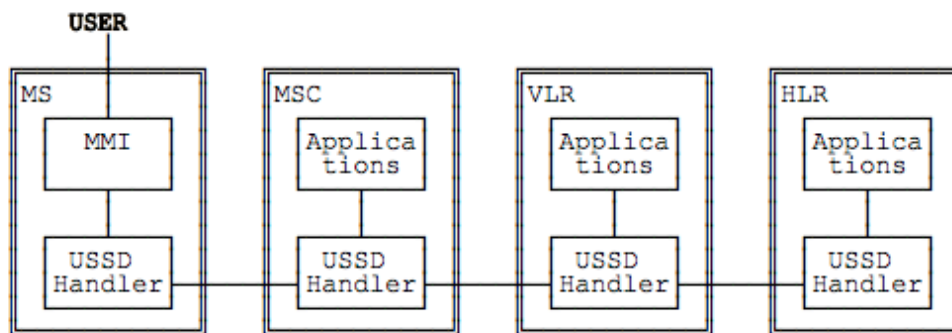 USER
MS
MMI
USSD
Handler
MSC
Applica
tions
USSD
Handler
VLR
Applica
tions
USSD
Handler
HLR
Applica
tions
USSD
Handler